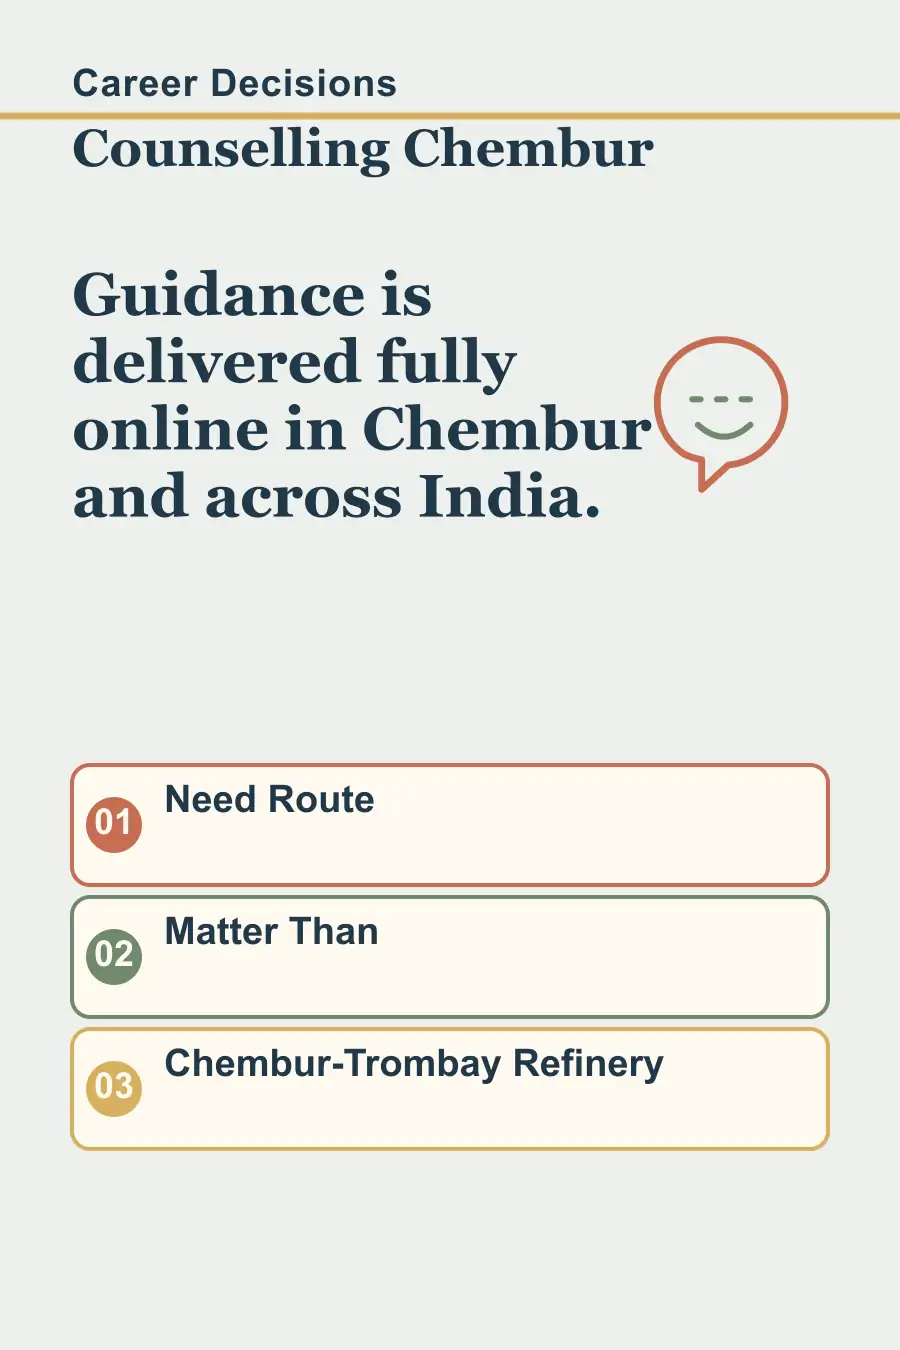 Career Decisions
Counselling Chembur
Guidance is
delivered fully
online in Chembur
and across India.
01
Need Route
02
Matter Than
03
Chembur-Trombay Refinery